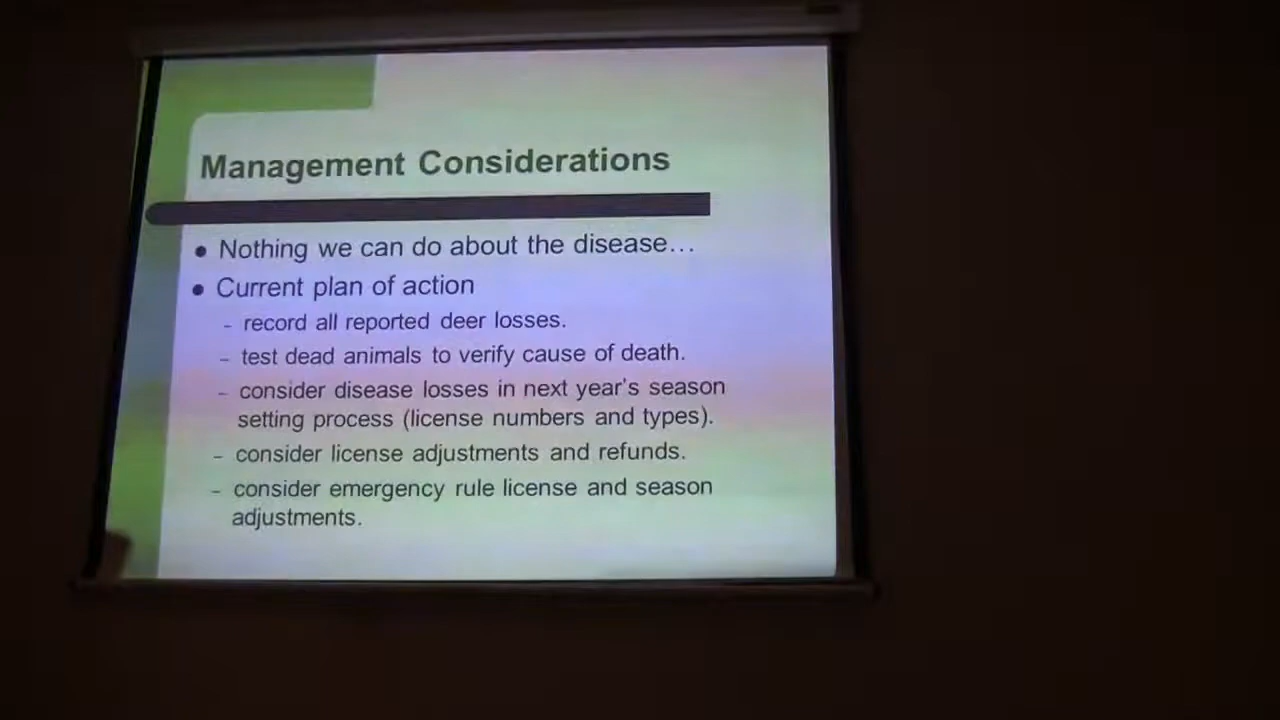 Management Considerations
● Nothing we can do about the disease…
● Current plan of action
- record all reported deer losses.
- test dead animals to verify cause of death.
- consider disease losses in next year's season
setting process (license numbers and types).
- consider license adjustments and refunds.
- consider emergency rule license and season
adjustments.